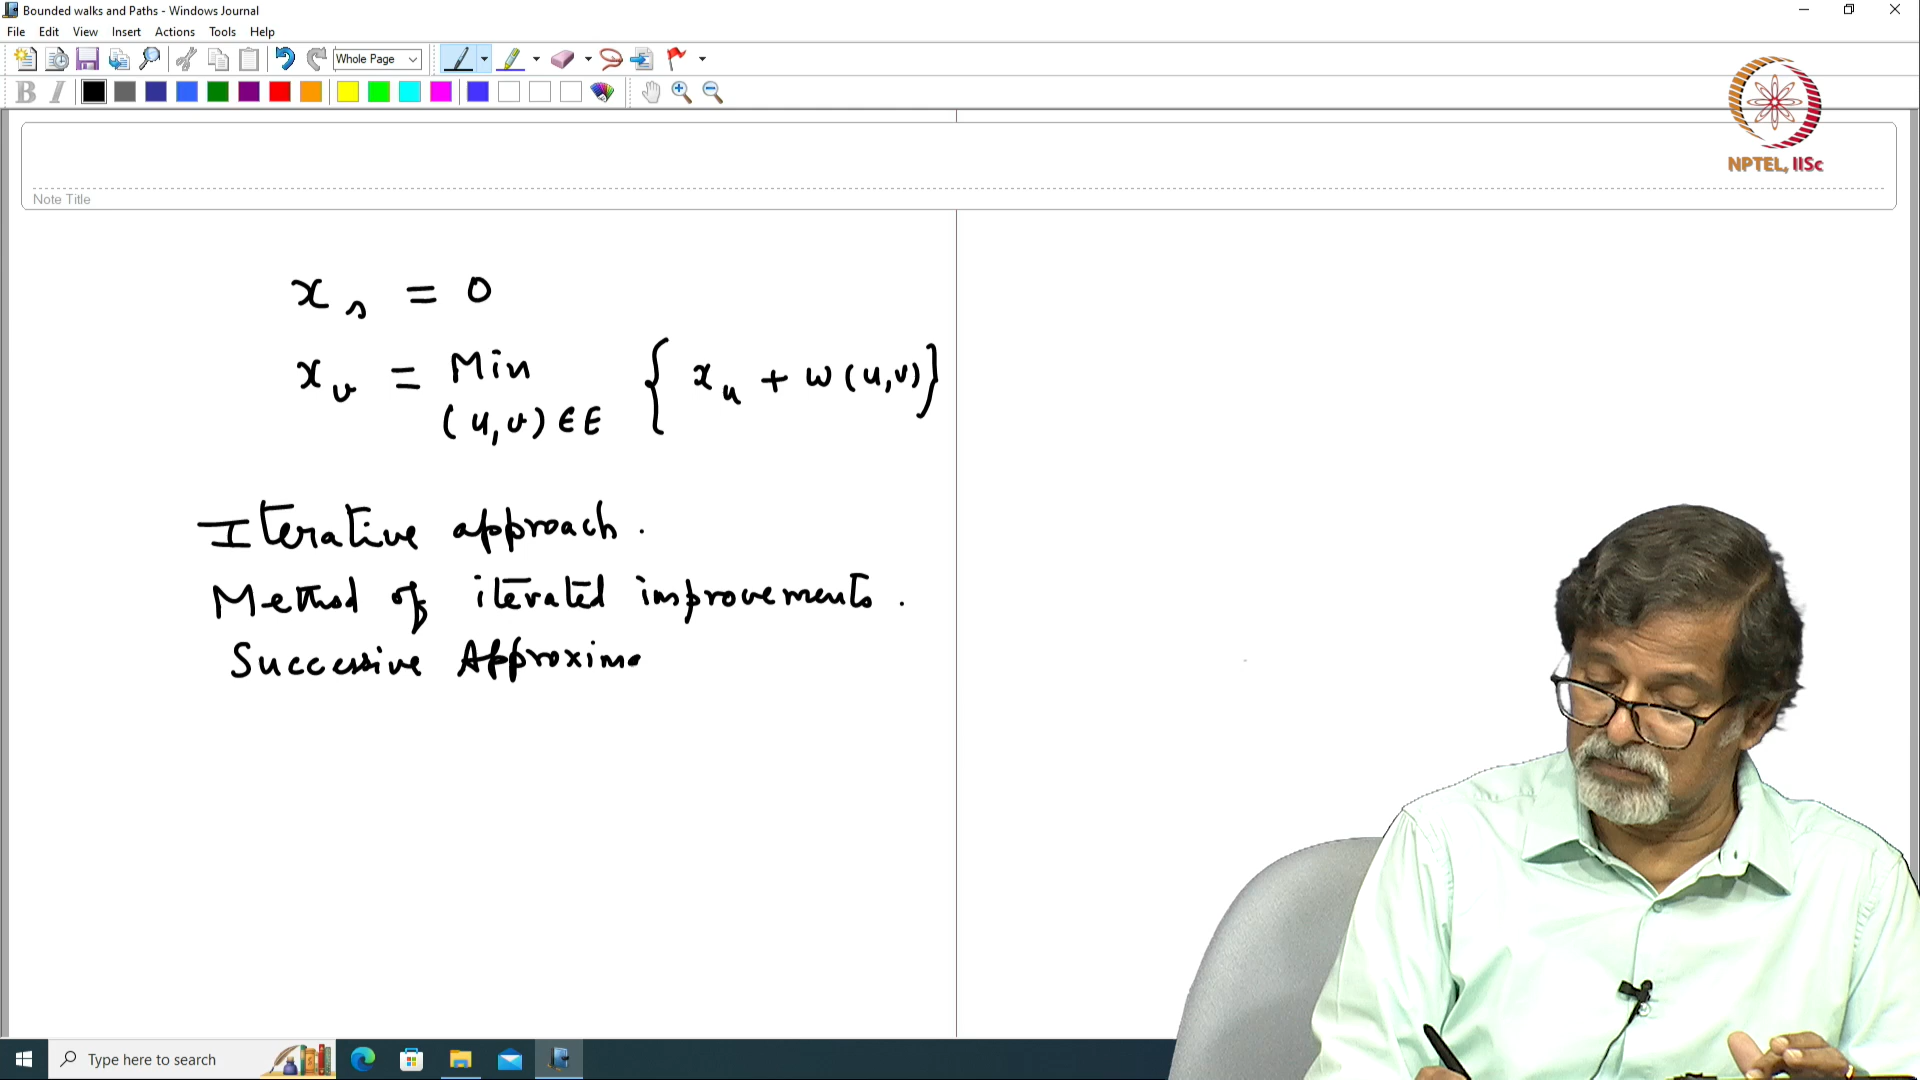 Bounded walks and Paths - Windows Journal
File Edit View Insert Actions Tools Help
Whole Page
B I
NPTEL, IISc
Note Title
x_s = 0
x_v = Min { x_u + w(u,v) }
(u,v) ∈ E
Iterative approach.
Method of iterated improvements.
Successive Approxima
Type here to search